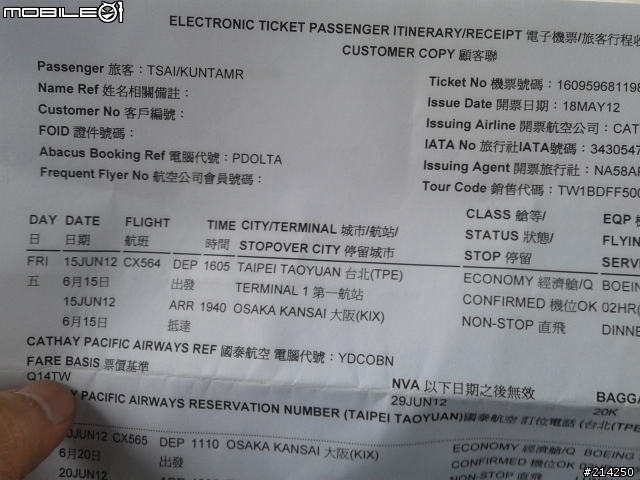 MOBILE01
ELECTRONIC TICKET PASSENGER ITINERARY/RECEIPT 電子機票/旅客行程收
CUSTOMER COPY 顧客聯
Passenger 旅客：TSAI/KUNTAMR
Ticket No 機票號碼：160959681198
Name Ref 姓名相關備註：
Issue Date 開票日期：18MAY12
Customer No 客戶編號：
Issuing Airline 開票航空公司：CAT
FOID 證件號碼：
IATA No 旅行社IATA號碼：3430547
Abacus Booking Ref 電腦代號：PDOLTA
Issuing Agent 開票旅行社：NA58AF
Frequent Flyer No 航空公司會員號碼：
Tour Code 銷售代碼：TW1BDFF500
DAY DATE FLIGHT TIME CITY/TERMINAL 城市/航站/ CLASS 艙等/ EQP
日 日期 航班 時間 STOPOVER CITY 停留城市 STATUS 狀態/ FLYIN
STOP 停留 SERV
FRI 15JUN12 CX564 DEP 1605 TAIPEI TAOYUAN 台北(TPE) ECONOMY 經濟艙/Q BOEIN
五 6月15日 出發 TERMINAL 1 第一航站 CONFIRMED 機位OK 02HR(
15JUN12 ARR 1940 OSAKA KANSAI 大阪(KIX) NON-STOP 直飛 DINNE
6月15日 抵達
CATHAY PACIFIC AIRWAYS REF 國泰航空 電腦代號：YDCOBN
FARE BASIS 票價基準 NVA 以下日期之後無效 BAGGA
Q14TW 29JUN12 20K
PACIFIC AIRWAYS RESERVATION NUMBER (TAIPEI TAOYUAN)國泰航空 訂位電話 (台北(TPE
20JUN12 CX565 DEP 1110 OSAKA KANSAI 大阪(KIX) ECONOMY 經濟艙/Q BOEING
6月20日 出發 CONFIRMED 機位OK
20JUN12 NON-STOP 直飛
#214250